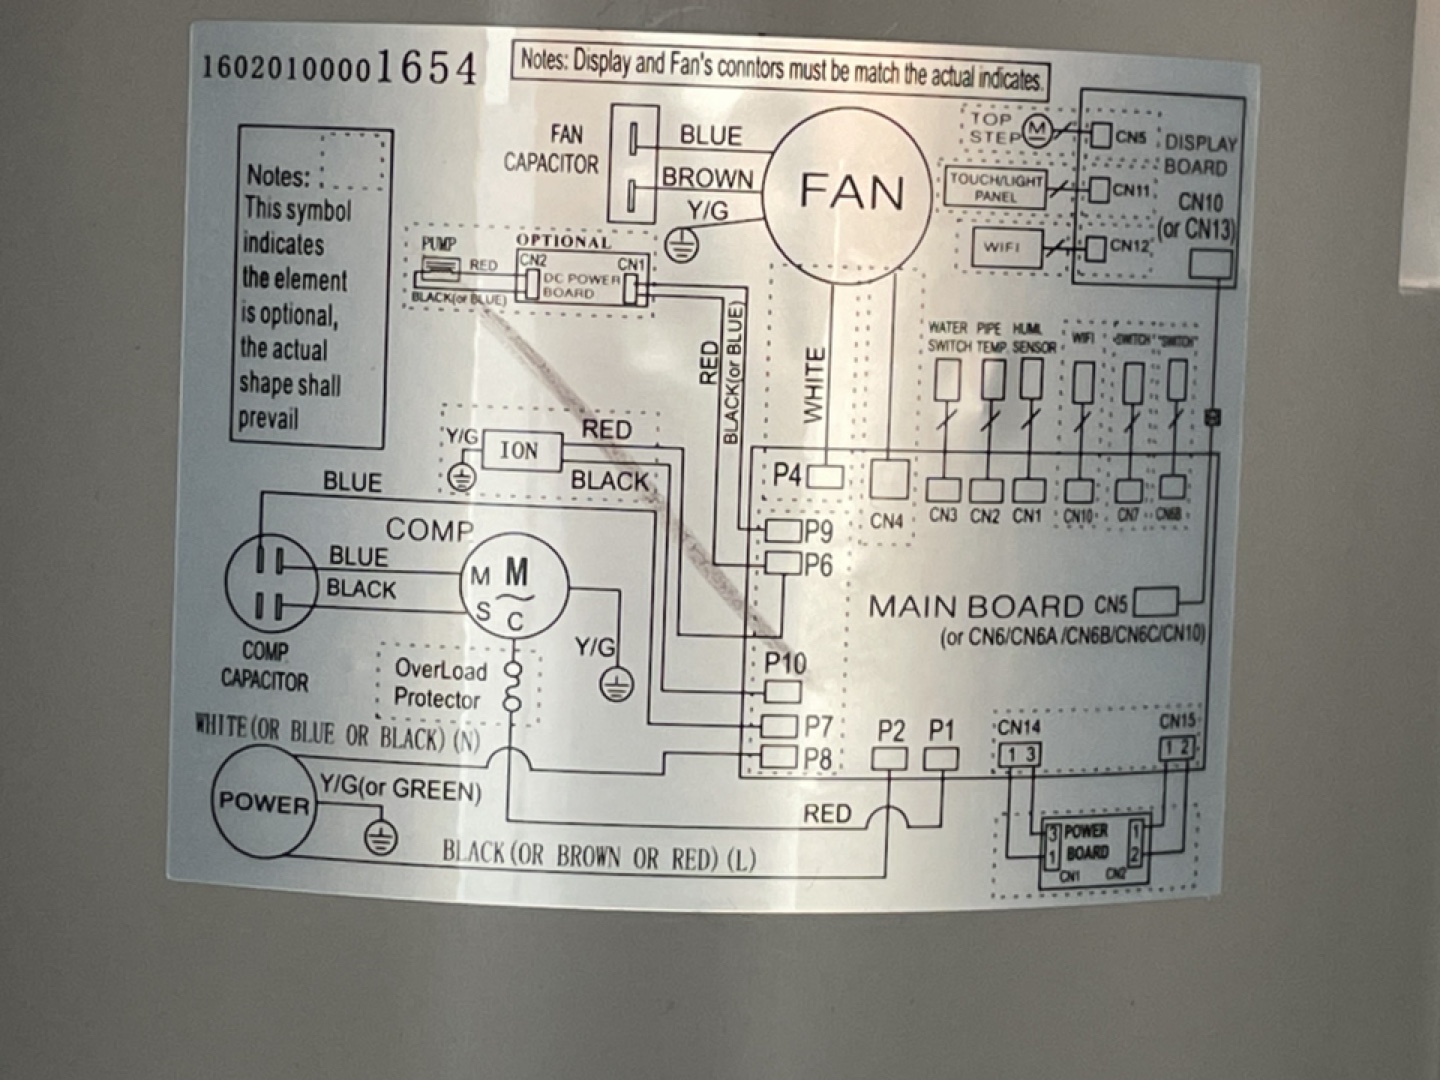 16020100001654
Notes: Display and Fan's conntors must be match the actual indicates.
Notes:
This symbol
indicates
the element
is optional,
the actual
shape shall
prevail
FAN
CAPACITOR
BLUE
BROWN
Y/G
FAN
TOP
STEP
M
CN5
DISPLAY
BOARD
TOUCH/LIGHT
PANEL
CN11
CN10
(or CN13)
WIFI
CN12
OPTIONAL
PUMP
RED
BLACK(or BLUE)
CN2
CN1
DC POWER
BOARD
RED
BLACK(or BLUE)
WHITE
WATER
SWITCH
PIPE
TEMP
HUMI.
SENSOR
WIFI
"SWITCH"
"SWITCH"
Y/G
ION
RED
BLACK
P4
CN4
CN3
CN2
CN1
CN10
CN7
CN6B
BLUE
COMP
P9
P6
BLUE
BLACK
M
M
S
C
Y/G
COMP
CAPACITOR
OverLoad
Protector
MAIN BOARD
CN5
(or CN6/CN6A /CN6B/CN6C/CN10)
P10
P7
P8
P2
P1
CN14
1 3
CN15
1 2
WHITE(OR BLUE OR BLACK)(N)
POWER
Y/G(or GREEN)
RED
BLACK(OR BROWN OR RED)(L)
3
1
POWER
BOARD
1
2
CN1
CN2